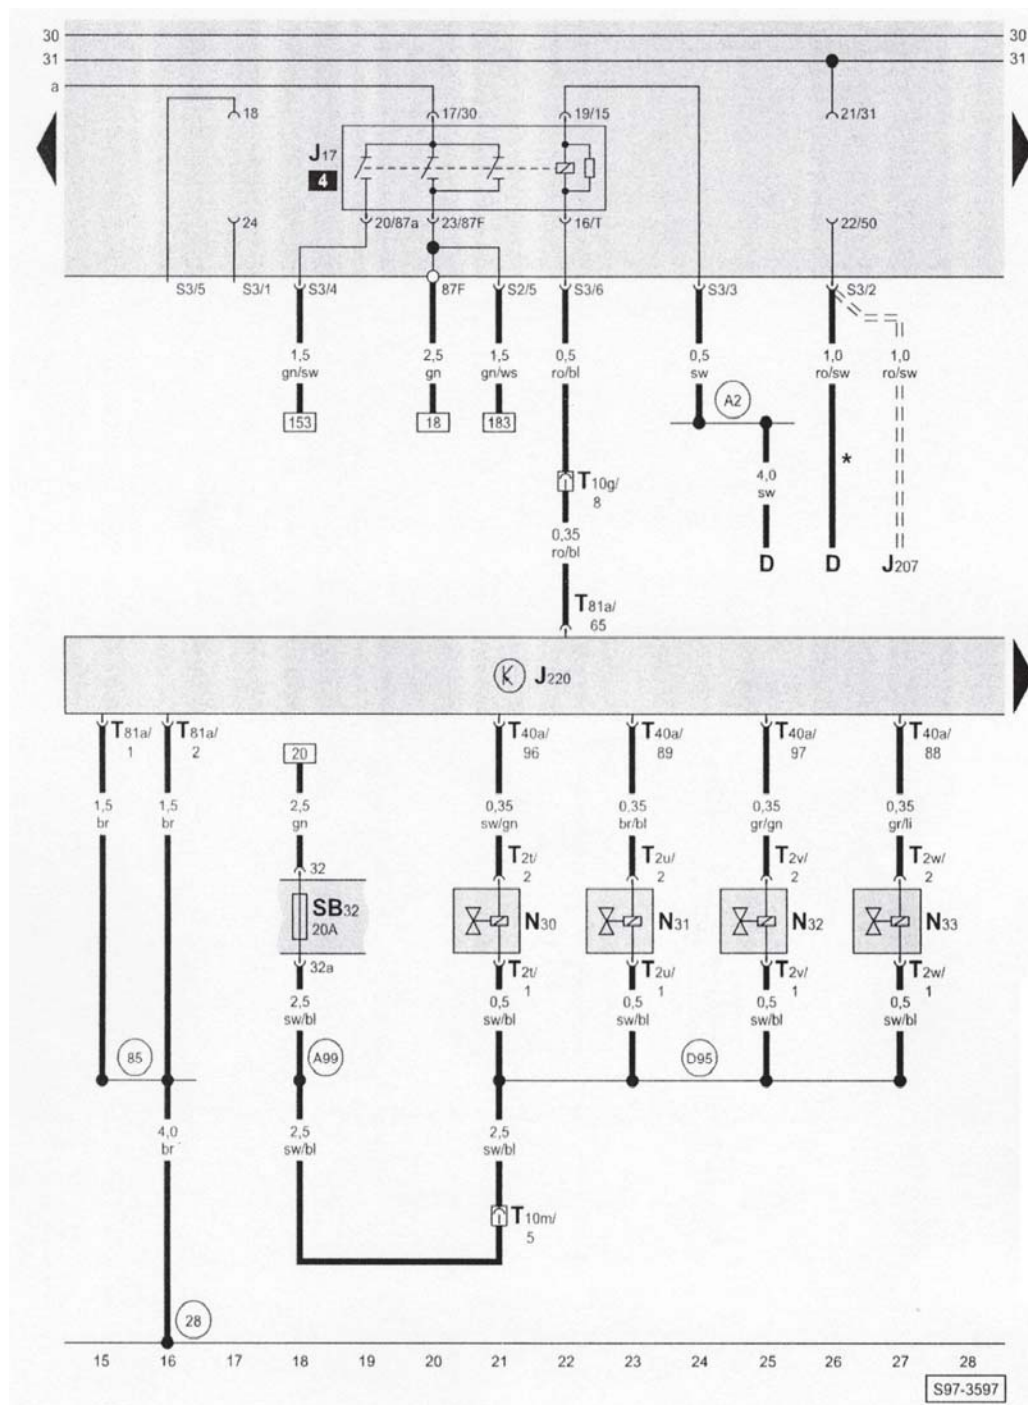 30 30
31 31
a
18 17/30 19/15 21/31
J17
4
24 20/87a 23/87F 16/T 22/50
S3/5 S3/1 S3/4 87F S2/5 S3/6 S3/3 S3/2
1,5 2,5 1,5 0,5 0,5 1,0 1,0
gn/sw gn gn/ws ro/bl sw ro/sw ro/sw
A2
153 18 183
*
4,0
sw
T10g/
8
0,35
ro/bl
D D J207
T81a/
65
K J220
T81a/ T81a/ T40a/ T40a/ T40a/ T40a/
1 2 96 89 97 88
20
1,5 1,5 2,5 0,35 0,35 0,35 0,35
br br gn sw/gn br/bl gr/gn gr/li
T2t/ T2u/ T2v/ T2w/
32 2 2 2 2
SB32
20A
N30 N31 N32 N33
32a T2t/ T2u/ T2v/ T2w/
1 1 1 1
2,5 0,5 0,5 0,5 0,5
sw/bl sw/bl sw/bl sw/bl sw/bl
85 A99 D95
4,0 2,5 2,5
br sw/bl sw/bl
T10m/
5
28
15 16 17 18 19 20 21 22 23 24 25 26 27 28
S97-3597